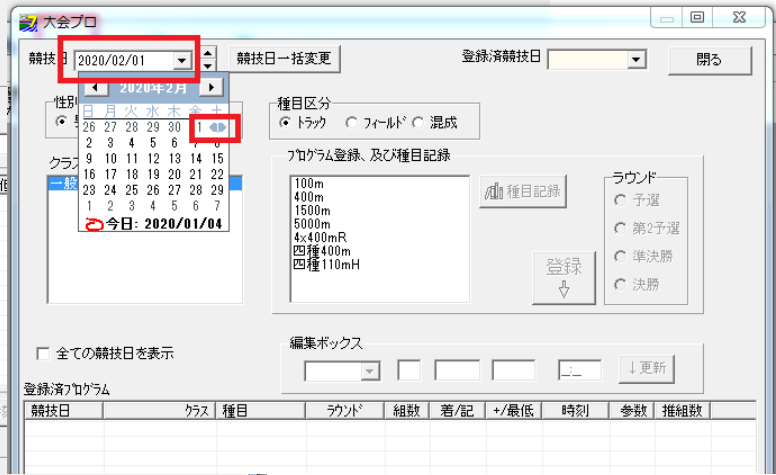 大会プロ
競技日 2020/02/01 競技日一括変更 登録済競技日 閉る
2020年2月
日 月 火 水 木 金 土
26 27 28 29 30 1
2 3 4 5 6 7 8
9 10 11 12 13 14 15
16 17 18 19 20 21 22
23 24 25 26 27 28 29
1 2 3 4 5 6 7
今日: 2020/01/04
性別
種目区分
トラック フィールド 混成
クラス
一般
プログラム登録、及び種目記録
100m
400m
1500m
5000m
4x400mR
四種400m
四種110mH
種目記録
登録
ラウンド
予選
第2予選
準決勝
決勝
全ての競技日を表示
編集ボックス
__:__
↓更新
登録済プログラム
競技日 クラス 種目 ラウンド 組数 着/記 +/最低 時刻 参数 推組数